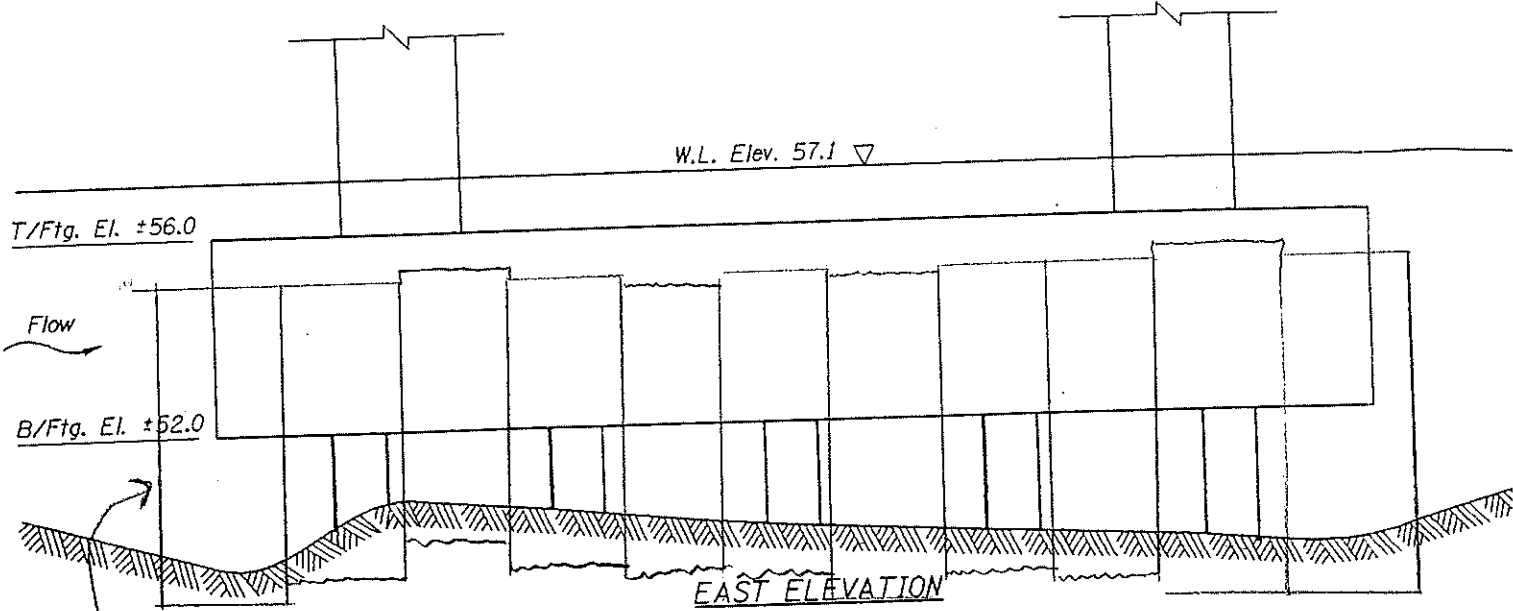 W.L. Elev. 57.1
T/Ftg. El. ±56.0
Flow
B/Ftg. El. ±52.0
EAST ELEVATION